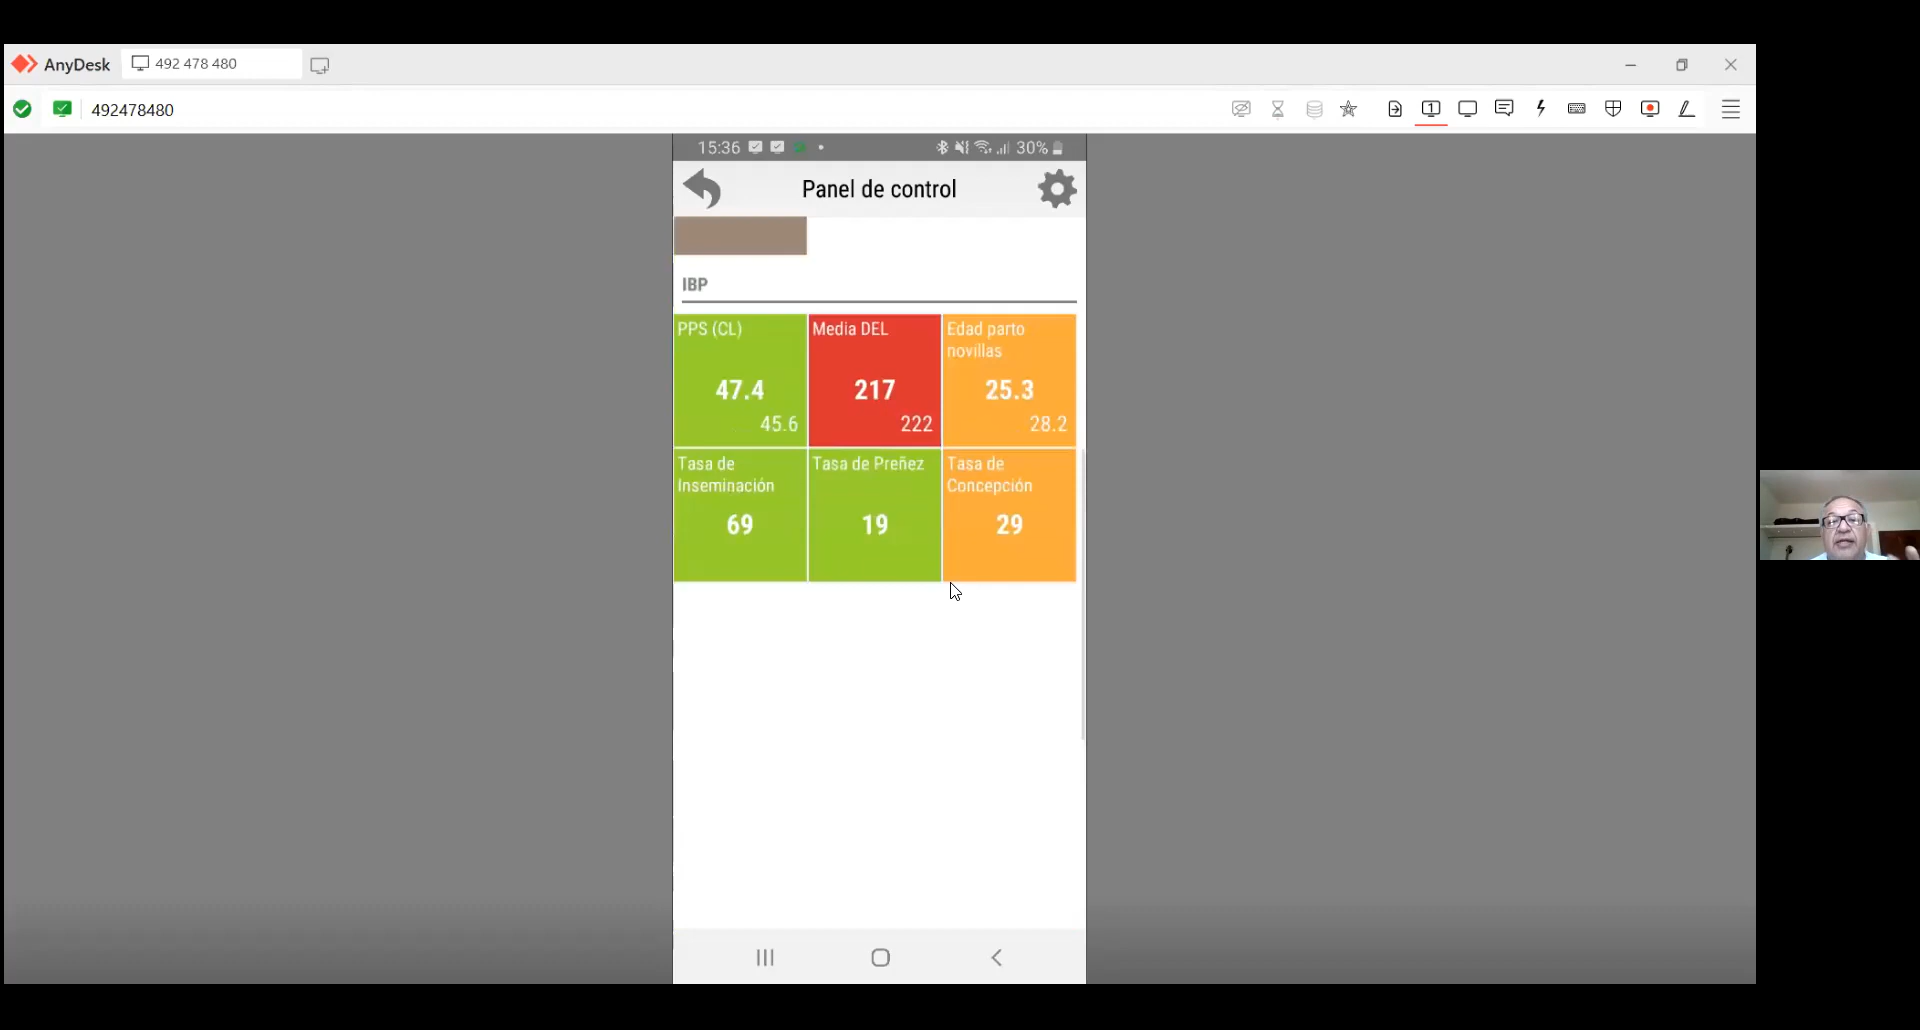 AnyDesk
492 478 480
492478480
1
15:36
30%
Panel de control
IBP
PPS (CL)
47.4
45.6
Media DEL
217
222
Edad parto
novillas
25.3
28.2
Tasa de
Inseminación
69
Tasa de Preñez
19
Tasa de
Concepción
29